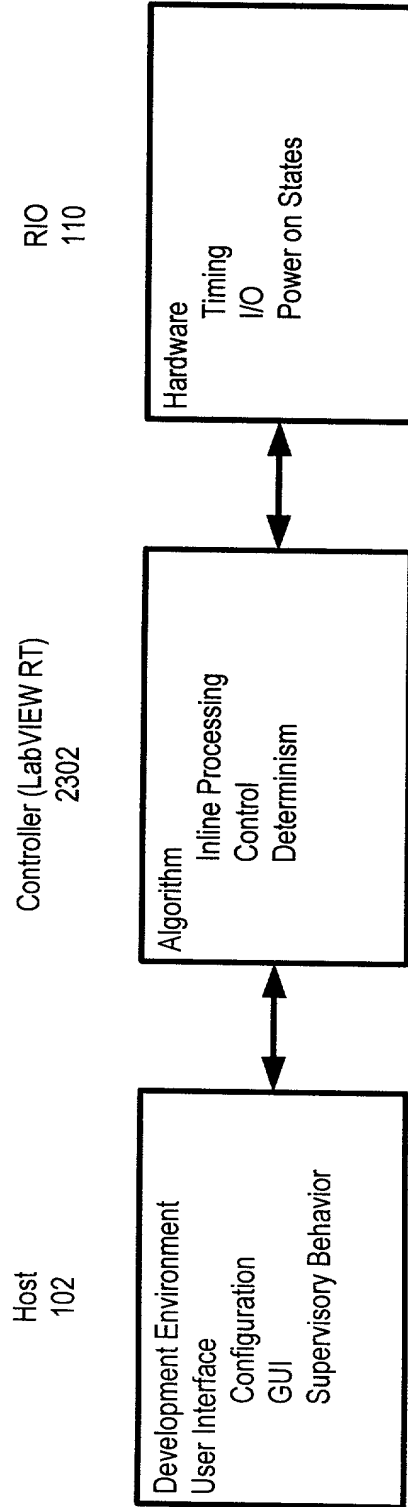 Host
102
Development Environment
User Interface
Configuration
GUI
Supervisory Behavior
Controller (LabVIEW RT)
2302
Algorithm
Inline Processing
Control
Determinism
RIO
110
Hardware
Timing
I/O
Power on States